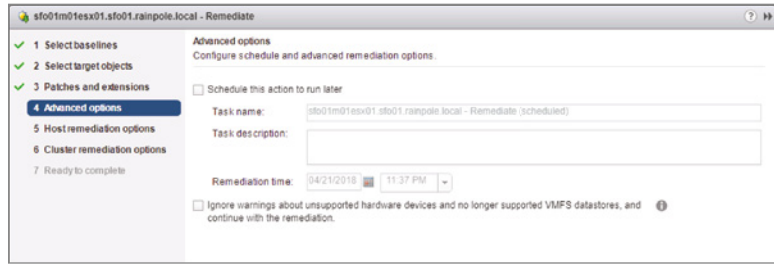 sfo01m01esx01.sfo01.rainpole.local - Remediate
1 Select baselines
2 Select target objects
3 Patches and extensions
4 Advanced options
5 Host remediation options
6 Cluster remediation options
7 Ready to complete
Advanced options
Configure schedule and advanced remediation options.
Schedule this action to run later
Task name: sfo01m01esx01.sfo01.rainpole.local - Remediate (scheduled)
Task description:
Remediation time: 04/21/2018 11:37 PM
Ignore warnings about unsupported hardware devices and no longer supported VMFS datastores, and
continue with the remediation.